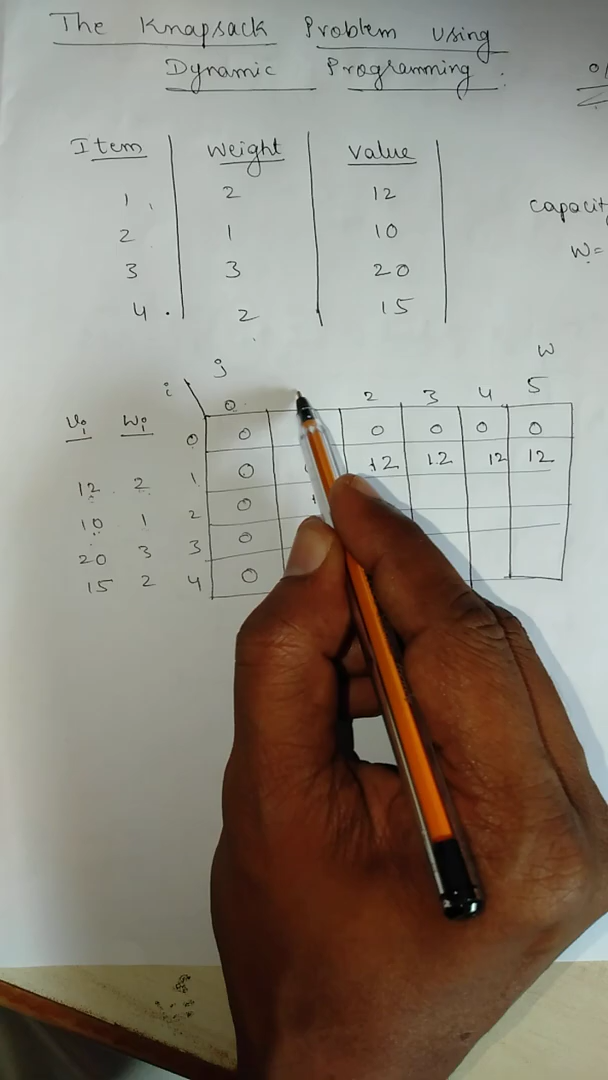 The Knapsack Problem using
Dynamic Programming.
Item Weight Value
1 2 12
2 1 10
3 3 20
4 2 15
W=
j W
i 0 2 3 4 5
vi wi 0 0 0 0 0 0
12 2 1 0 12 12 12 12
10 1 2 0
20 3 3 0
15 2 4 0